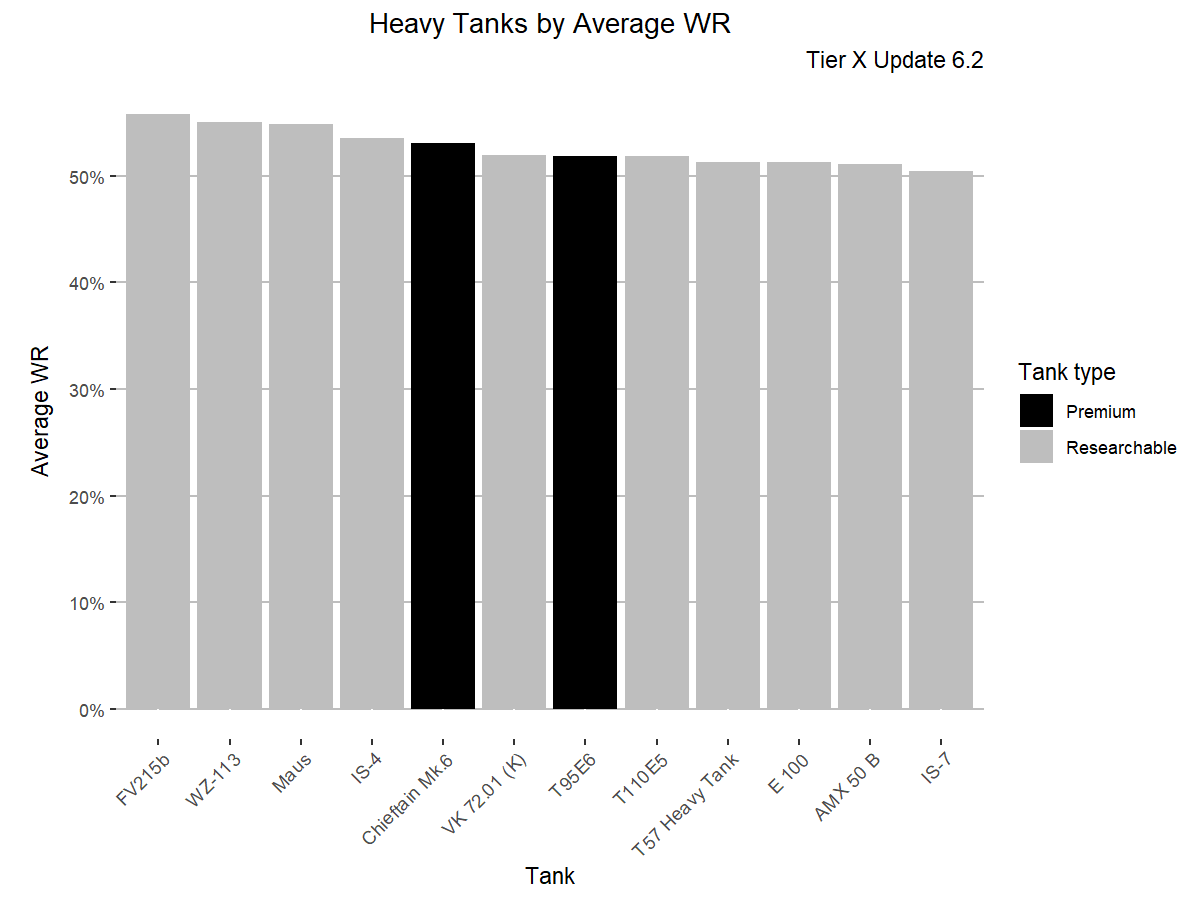 Heavy Tanks by Average WR
Tier X Update 6.2
50%
40%
30%
20%
10%
0%
Average WR
FV215b
WZ-113
Maus
IS-4
Chieftain Mk.6
VK 72.01 (K)
T95E6
T110E5
T57 Heavy Tank
E 100
AMX 50 B
IS-7
Tank
Tank type
Premium
Researchable